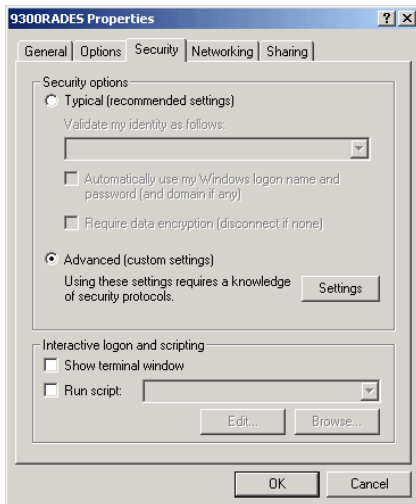 9300RADES Properties
General Options Security Networking Sharing
Security options
Typical (recommended settings)
Validate my identity as follows:
Automatically use my Windows logon name and
password (and domain if any)
Require data encryption (disconnect if none)
Advanced (custom settings)
Using these settings requires a knowledge
of security protocols.
Settings
Interactive logon and scripting
Show terminal window
Run script:
Edit... Browse...
OK Cancel